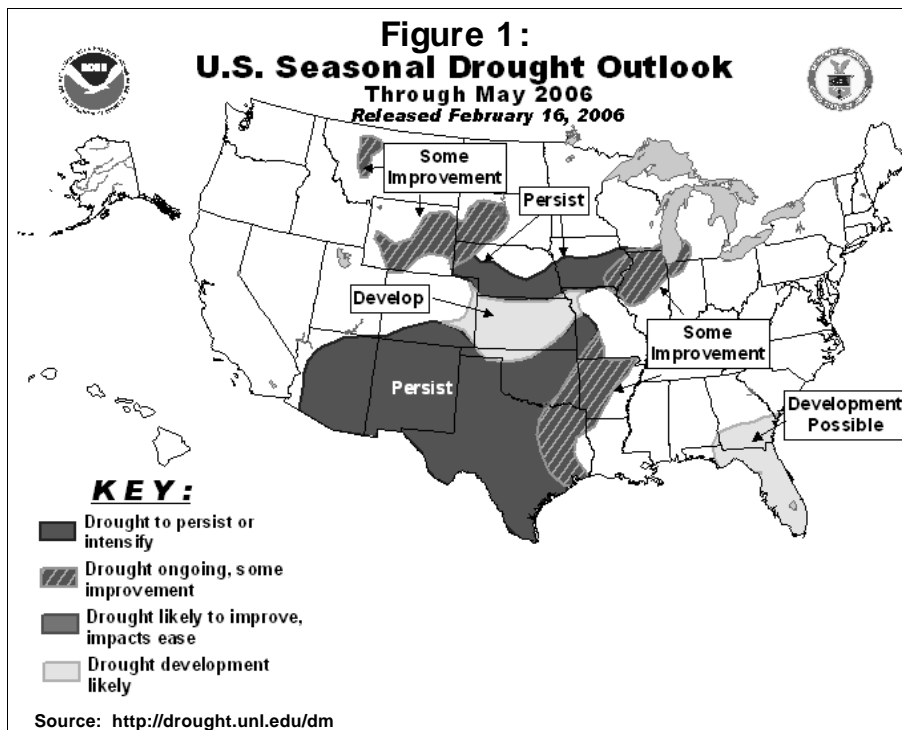 Figure 1:
U.S. Seasonal Drought Outlook
Through May 2006
Released February 16, 2006
Some
Improvement
Persist
Develop
Some
Improvement
Persist
Development
Possible
KEY:
Drought to persist or
intensify
Drought ongoing, some
improvement
Drought likely to improve,
impacts ease
Drought development
likely
Source: http://drought.unl.edu/dm